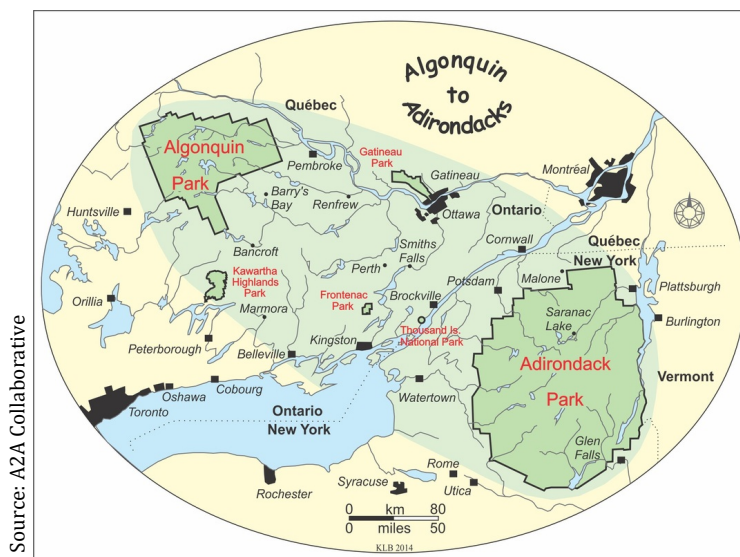 Algonquin
to
Adirondacks
Québec
Algonquin
Park
Pembroke
Gatineau
Park
Gatineau
Montréal
Barry's
Bay
Renfrew
Ottawa
Ontario
Huntsville
Québec
New York
Cornwall
Bancroft
Smiths
Falls
Perth
Kawartha
Highlands
Park
Frontenac
Park
Brockville
Potsdam
Malone
Plattsburgh
Orillia
Marmora
Thousand Is.
National Park
Saranac
Lake
Burlington
Kingston
Peterborough
Belleville
Adirondack
Park
Vermont
Cobourg
Oshawa
Toronto
Watertown
Ontario
New York
Glen
Falls
Rome
Utica
Syracuse
Rochester
0 km 80
0 miles 50
KLB 2014
Source: A2A Collaborative